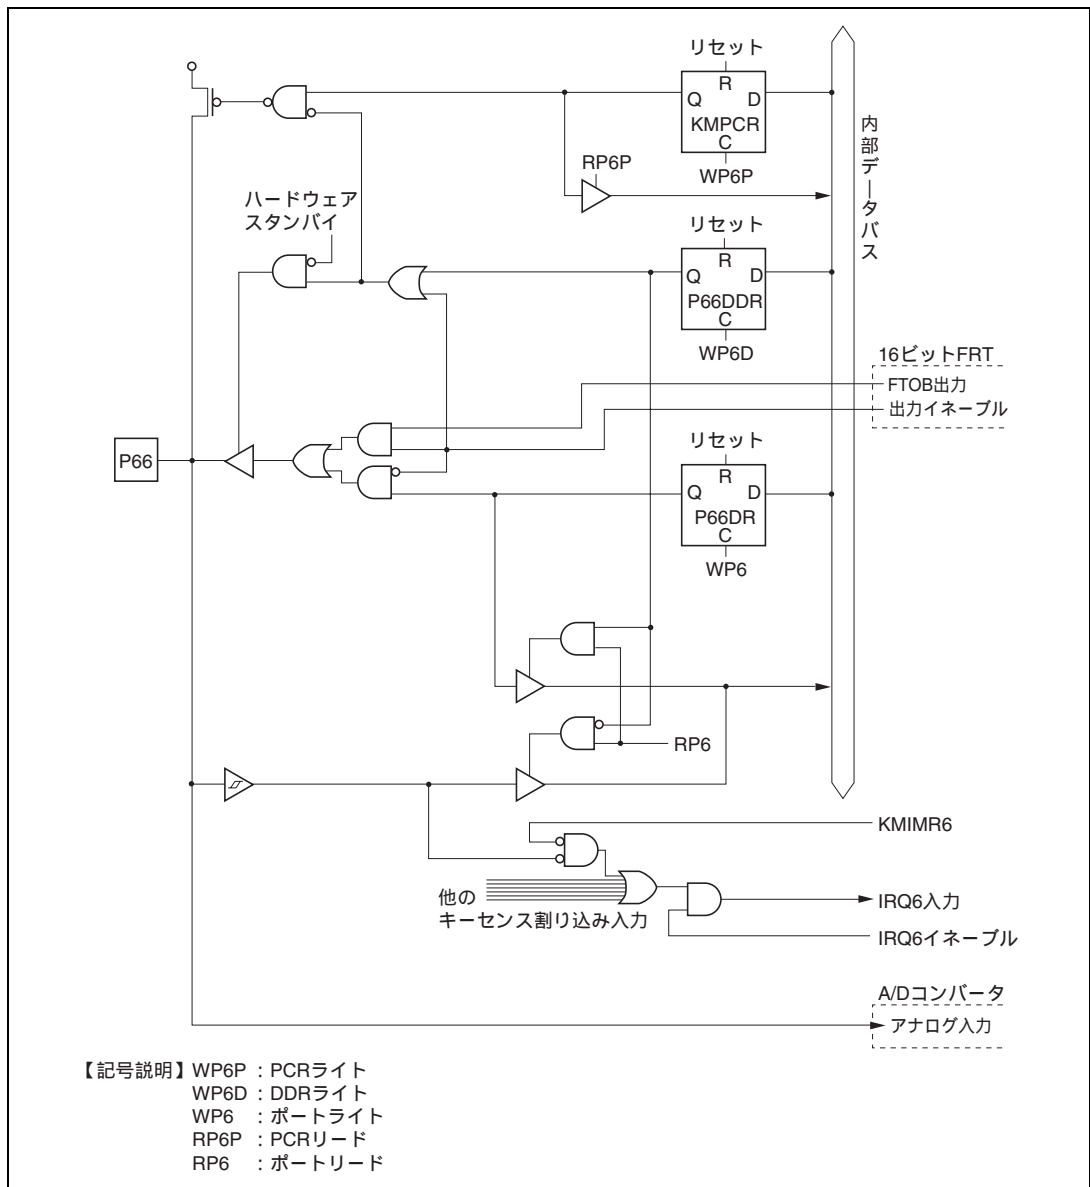 リセット
R
Q D
KMPCR
C
WP6P
RP6P
内部データバス
ハードウェア
スタンバイ
リセット
R
Q D
P66DDR
C
WP6D
16ビットFRT
FTOB出力
出力イネーブル
リセット
R
Q D
P66DR
C
WP6
P66
RP6
KMIMR6
他の
キーセンス割り込み入力
IRQ6入力
IRQ6イネーブル
A/Dコンバータ
アナログ入力
【記号説明】 WP6P : PCRライト
WP6D : DDRライト
WP6 : ポートライト
RP6P : PCRリード
RP6 : ポートリード